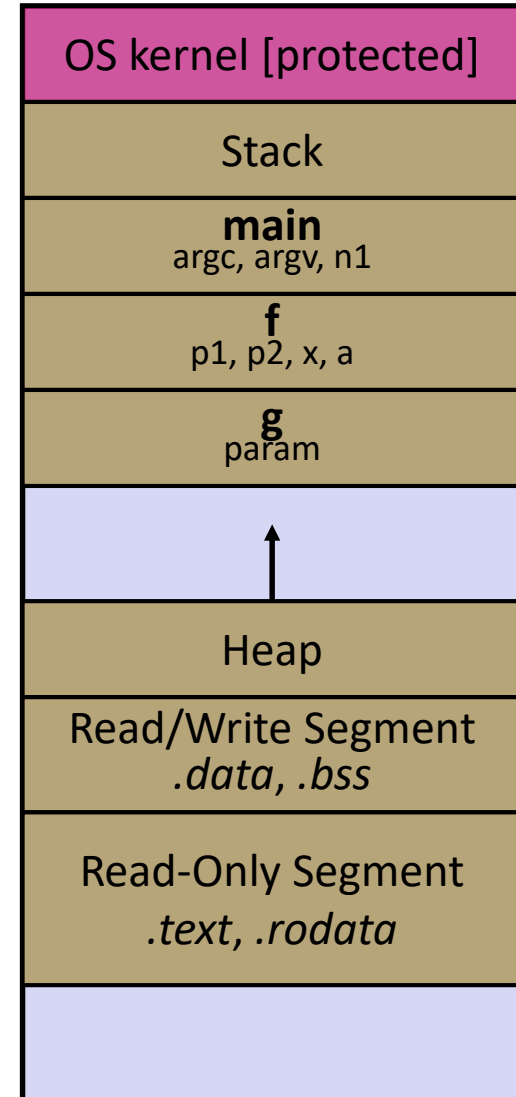 OS kernel [protected]
Stack
main
argc, argv, n1
f
p1, p2, x, a
g
param
Heap
Read/Write Segment
.data, .bss
Read-Only Segment
.text, .rodata